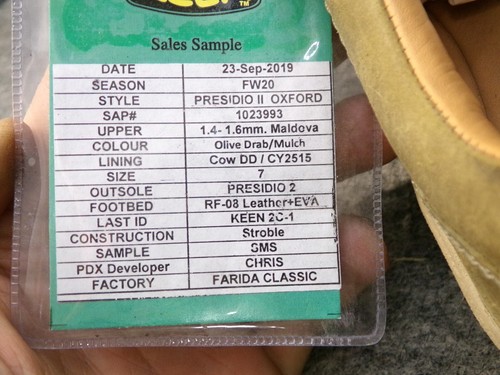 KEEN
TM
Sales Sample
DATE 23-Sep-2019
SEASON FW20
STYLE PRESIDIO II OXFORD
SAP# 1023993
UPPER 1.4- 1.6mm. Maldova
COLOUR Olive Drab/Mulch
LINING Cow DD / CY2515
SIZE 7
OUTSOLE PRESIDIO 2
FOOTBED RF-08 Leather+EVA
LAST ID KEEN 2C-1
CONSTRUCTION Stroble
SAMPLE SMS
PDX Developer CHRIS
FACTORY FARIDA CLASSIC